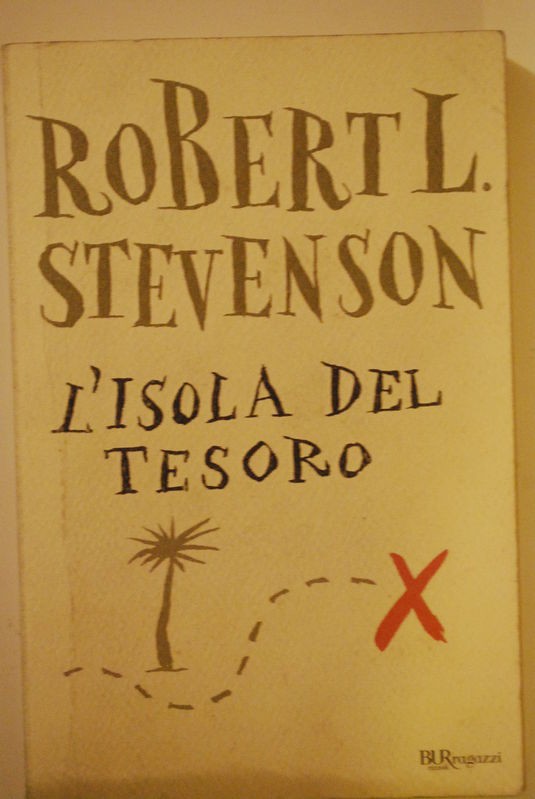 ROBERT L.
STEVENSON
L'ISOLA DEL
TESORO
BURragazzi